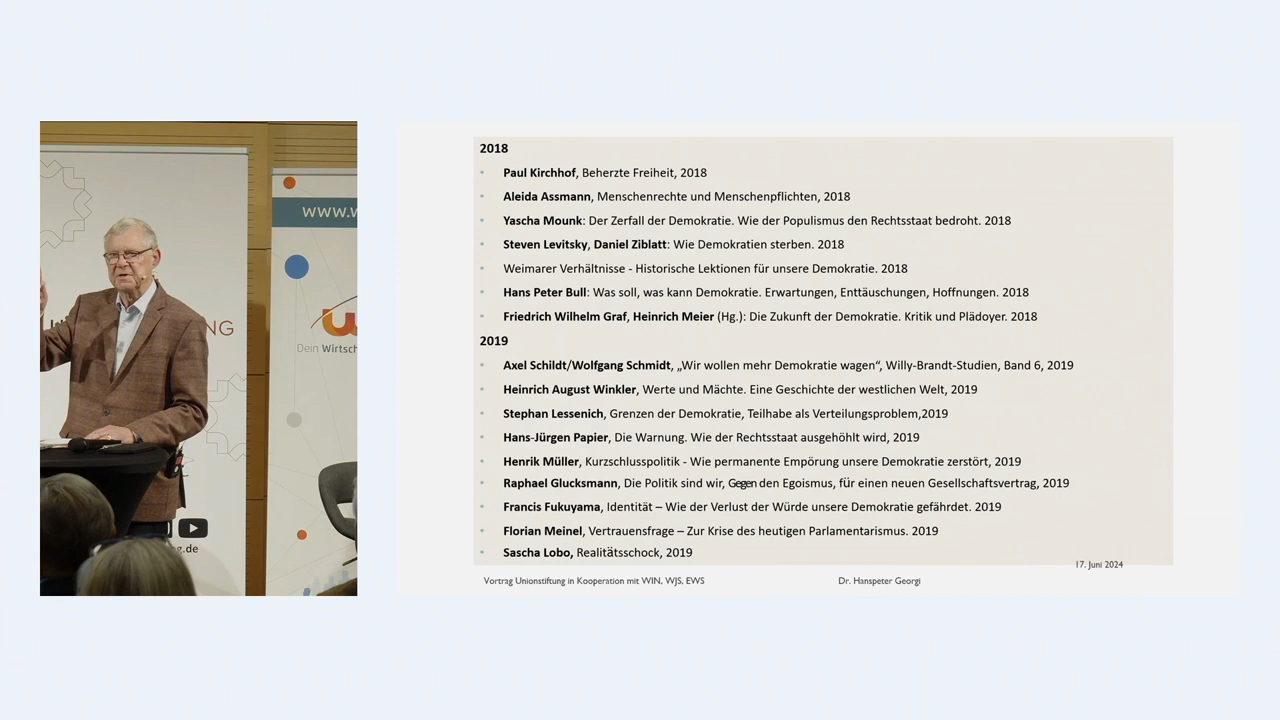 WWW.W
NG
Dein Wirtsch
g.de
2018
• Paul Kirchhof, Beherzte Freiheit, 2018
• Aleida Assmann, Menschenrechte und Menschenpflichten, 2018
• Yascha Mounk: Der Zerfall der Demokratie. Wie der Populismus den Rechtsstaat bedroht. 2018
• Steven Levitsky, Daniel Ziblatt: Wie Demokratien sterben. 2018
• Weimarer Verhältnisse - Historische Lektionen für unsere Demokratie. 2018
• Hans Peter Bull: Was soll, was kann Demokratie. Erwartungen, Enttäuschungen, Hoffnungen. 2018
• Friedrich Wilhelm Graf, Heinrich Meier (Hg.): Die Zukunft der Demokratie. Kritik und Plädoyer. 2018
2019
• Axel Schildt/Wolfgang Schmidt, „Wir wollen mehr Demokratie wagen“, Willy-Brandt-Studien, Band 6, 2019
• Heinrich August Winkler, Werte und Mächte. Eine Geschichte der westlichen Welt, 2019
• Stephan Lessenich, Grenzen der Demokratie, Teilhabe als Verteilungsproblem,2019
• Hans-Jürgen Papier, Die Warnung. Wie der Rechtsstaat ausgehöhlt wird, 2019
• Henrik Müller, Kurzschlusspolitik - Wie permanente Empörung unsere Demokratie zerstört, 2019
• Raphael Glucksmann, Die Politik sind wir, Gegen den Egoismus, für einen neuen Gesellschaftsvertrag, 2019
• Francis Fukuyama, Identität – Wie der Verlust der Würde unsere Demokratie gefährdet. 2019
• Florian Meinel, Vertrauensfrage – Zur Krise des heutigen Parlamentarismus. 2019
• Sascha Lobo, Realitätsschock, 2019
17. Juni 2024
Vortrag Unionstiftung in Kooperation mit WIN, WJS, EWS
Dr. Hanspeter Georgi